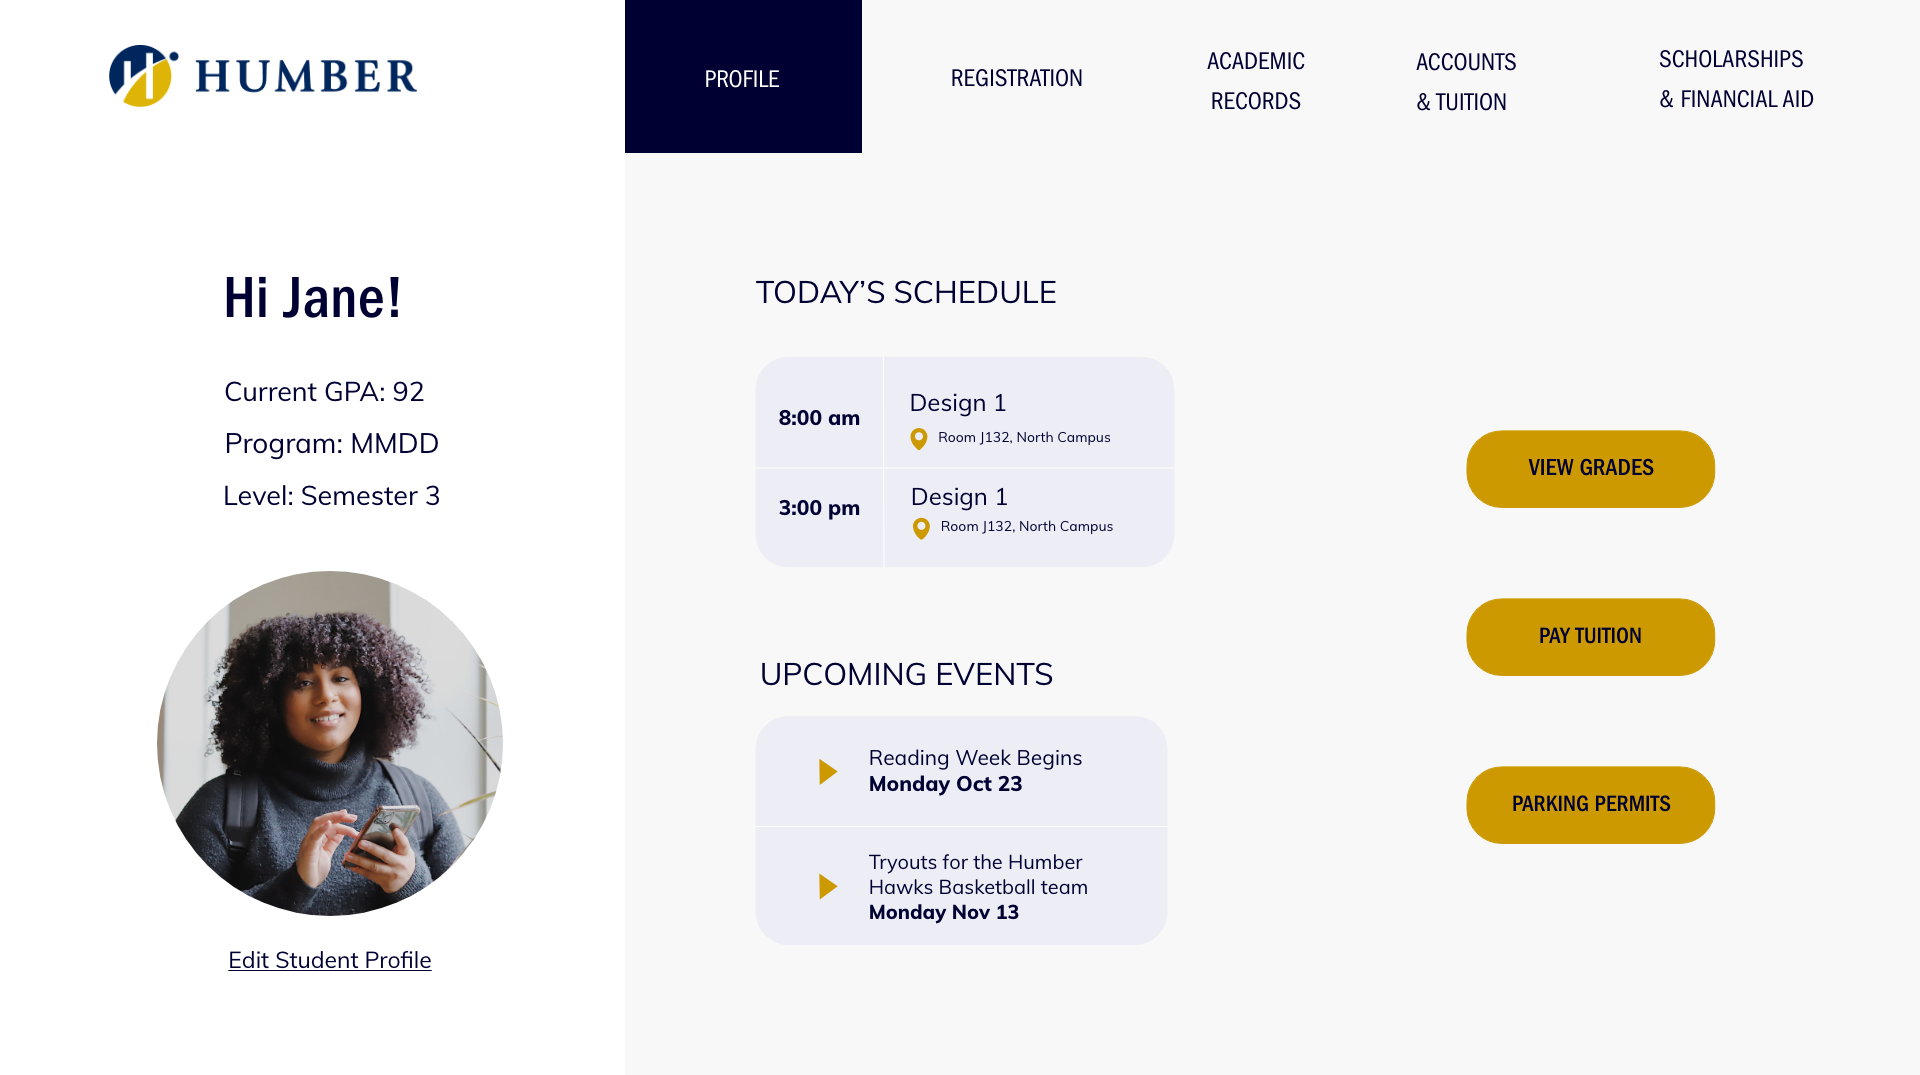 HUMBER
PROFILE
REGISTRATION
ACADEMIC
RECORDS
ACCOUNTS
& TUITION
SCHOLARSHIPS
& FINANCIAL AID
Hi Jane!
Current GPA: 92
Program: MMDD
Level: Semester 3
Edit Student Profile
TODAY’S SCHEDULE
8:00 am
Design 1
Room J132, North Campus
3:00 pm
Design 1
Room J132, North Campus
UPCOMING EVENTS
Reading Week Begins
Monday Oct 23
Tryouts for the Humber
Hawks Basketball team
Monday Nov 13
VIEW GRADES
PAY TUITION
PARKING PERMITS